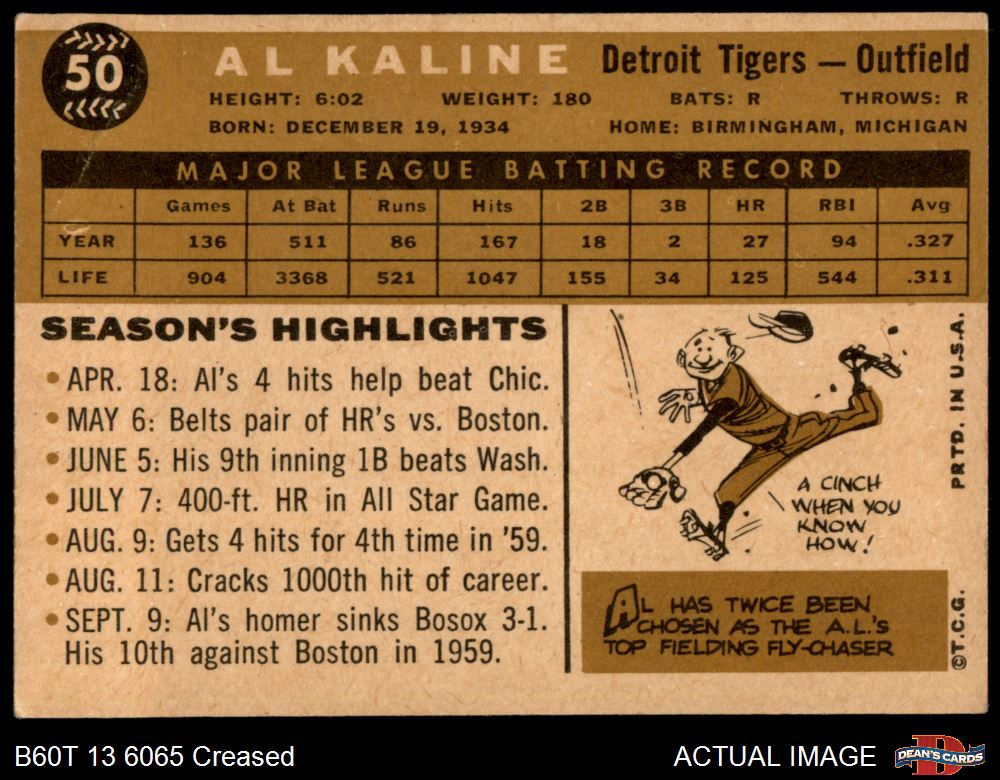 50
AL KALINE Detroit Tigers — Outfield
HEIGHT: 6:02 WEIGHT: 180 BATS: R THROWS: R
BORN: DECEMBER 19, 1934 HOME: BIRMINGHAM, MICHIGAN
MAJOR LEAGUE BATTING RECORD
Games At Bat Runs Hits 2B 3B HR RBI Avg
YEAR 136 511 86 167 18 2 27 94 .327
LIFE 904 3368 521 1047 155 34 125 544 .311
SEASON'S HIGHLIGHTS
• APR. 18: Al's 4 hits help beat Chic.
• MAY 6: Belts pair of HR's vs. Boston.
• JUNE 5: His 9th inning 1B beats Wash.
• JULY 7: 400-ft. HR in All Star Game.
• AUG. 9: Gets 4 hits for 4th time in '59.
• AUG. 11: Cracks 1000th hit of career.
• SEPT. 9: Al's homer sinks Bosox 3-1.
His 10th against Boston in 1959.
A CINCH
WHEN YOU
KNOW
HOW!
AL HAS TWICE BEEN
CHOSEN AS THE A.L.'S
TOP FIELDING FLY-CHASER
©T.C.G. PRTD. IN U.S.A.
B60T 13 6065 Creased ACTUAL IMAGE
DEAN'S CARDS